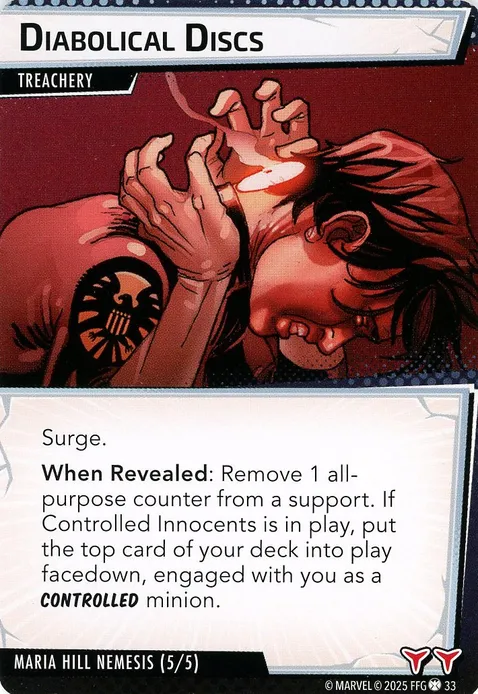 Diabolical Discs
TREACHERY
Surge.
When Revealed: Remove 1 all-
purpose counter from a support. If
Controlled Innocents is in play, put
the top card of your deck into play
facedown, engaged with you as a
CONTROLLED minion.
MARIA HILL NEMESIS (5/5)
© MARVEL © 2025 FFG 33